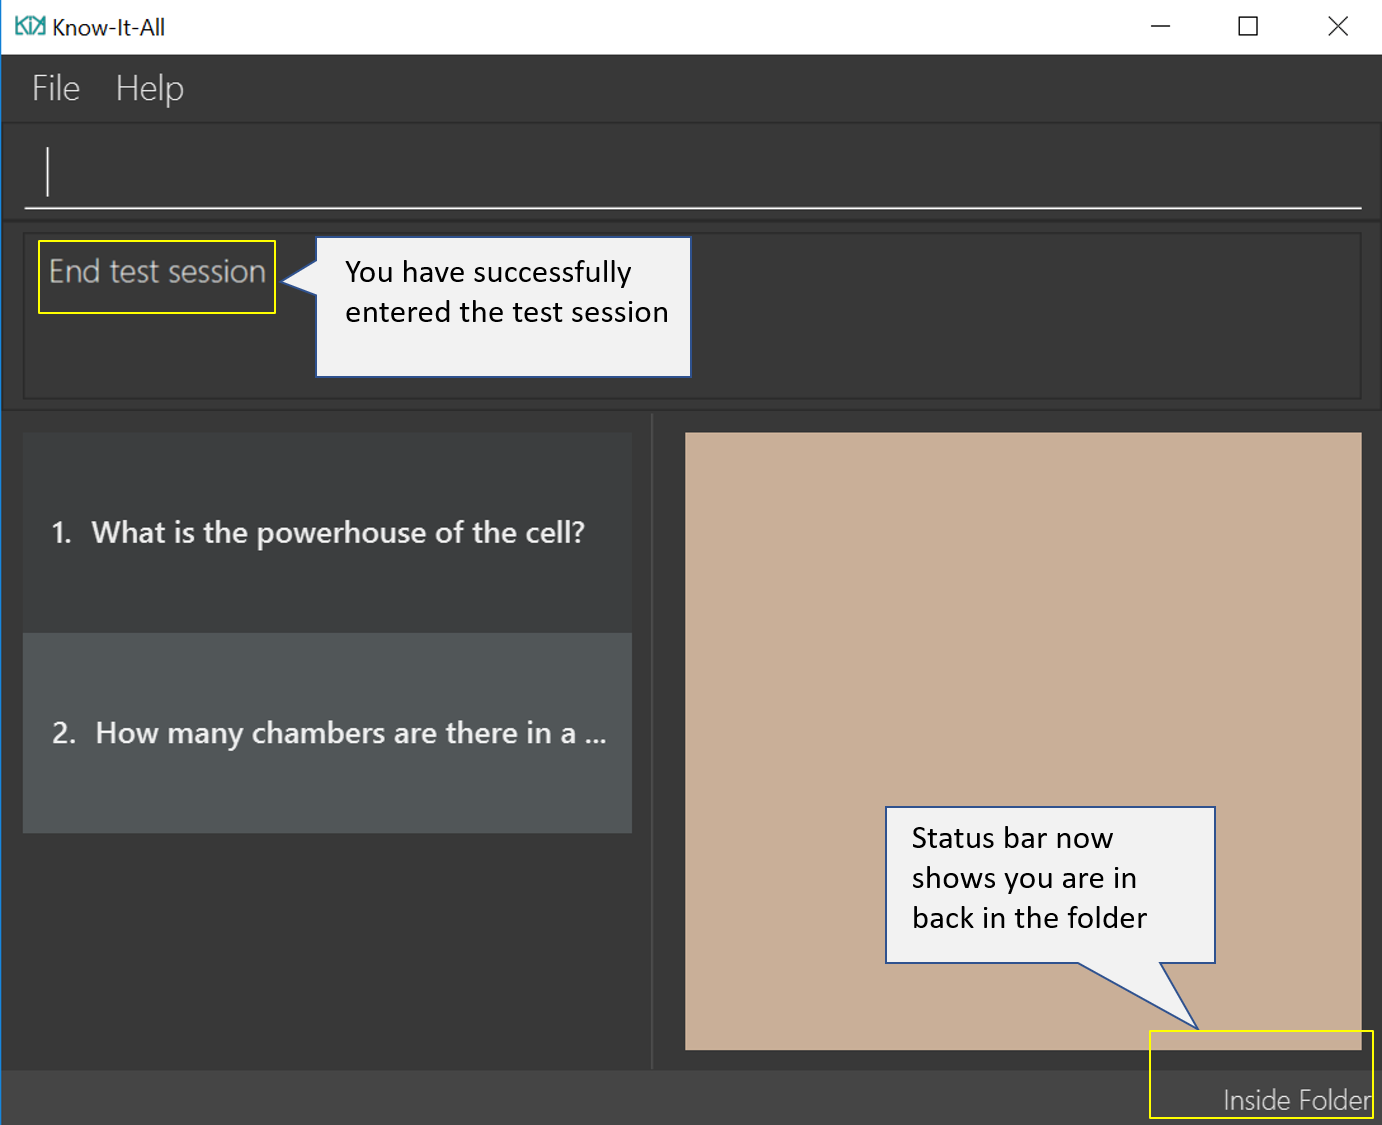 KIA Know-It-All
File Help
End test session
You have successfully
entered the test session
1. What is the powerhouse of the cell?
2. How many chambers are there in a ...
Status bar now
shows you are in
back in the folder
Inside Folder